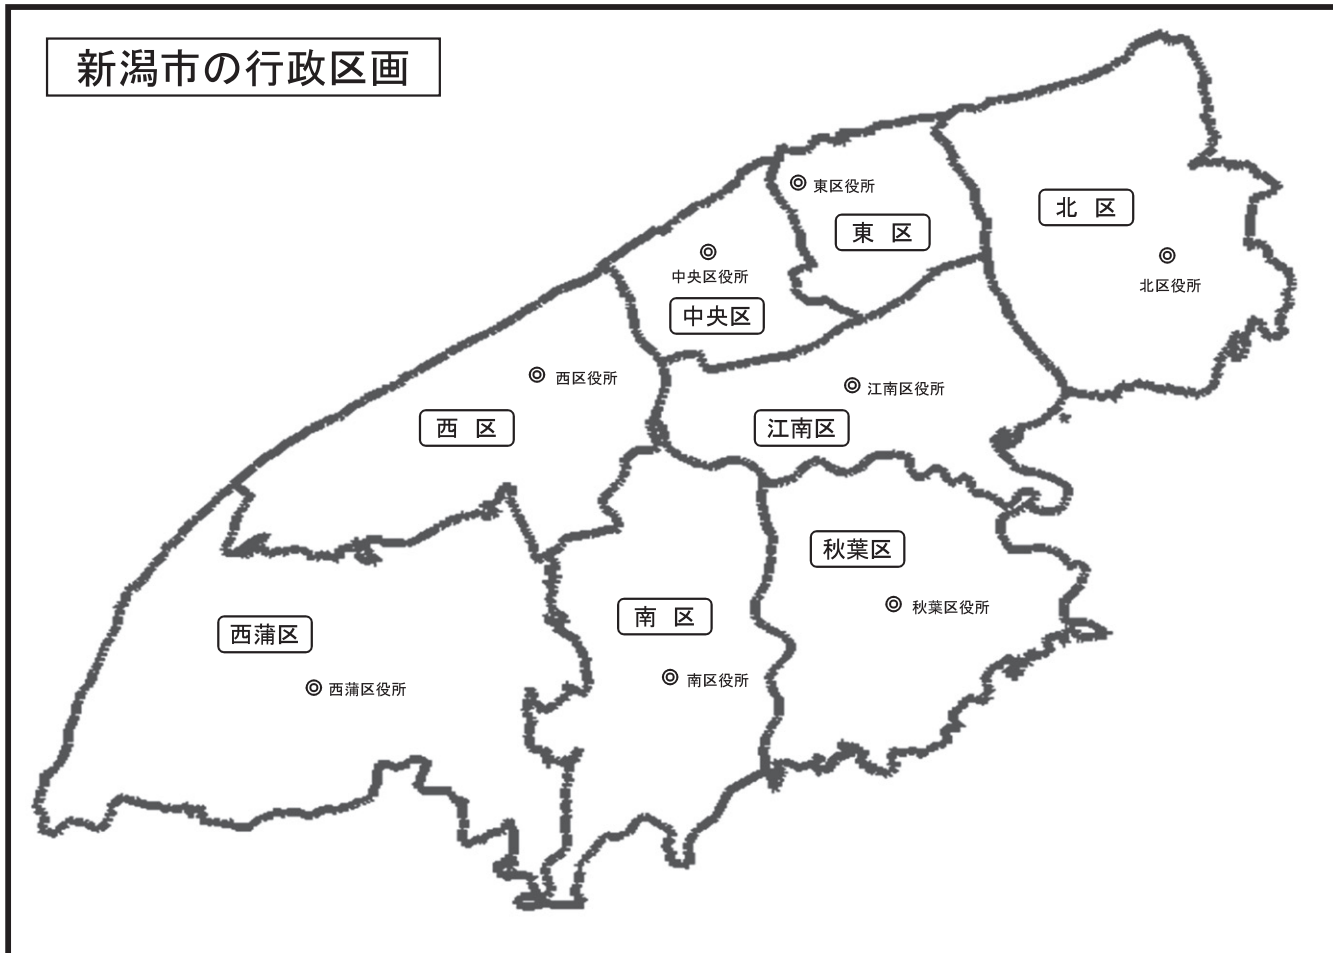 新潟市の行政区画
東区役所
東 区
北 区
北区役所
中央区役所
中央区
西区役所
西 区
江南区役所
江南区
秋葉区
秋葉区役所
南 区
南区役所
西蒲区
西蒲区役所